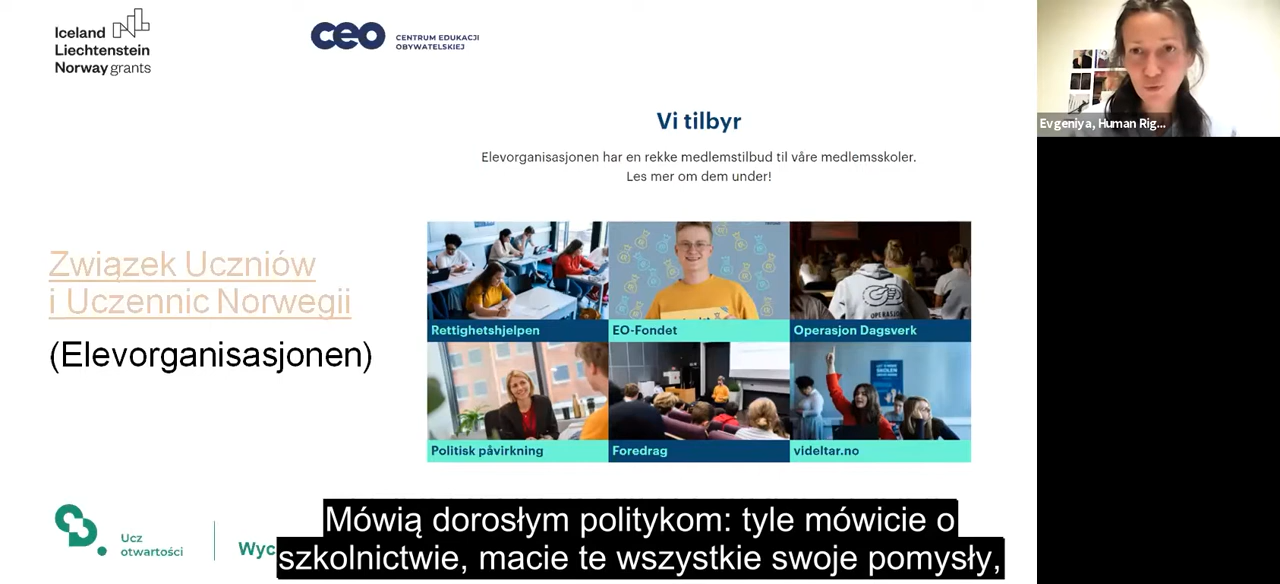 Iceland
Liechtenstein
Norway grants
ceo
CENTRUM EDUKACJI
OBYWATELSKIEJ
Evgeniya, Human Rig...
Vi tilbyr
Elevorganisasjonen har en rekke medlemstilbud til våre medlemsskoler.
Les mer om dem under!
Związek Uczniów
i Uczennic Norwegii
(Elevorganisasjonen)
OPERASJON
Rettighetshjelpen
EO-Fondet
Operasjon Dagsverk
Politisk påvirkning
Foredrag
videltar.no
Ucz
otwartości
Wyc
Mówią dorosłym politykom: tyle mówicie o
szkolnictwie, macie te wszystkie swoje pomysły,